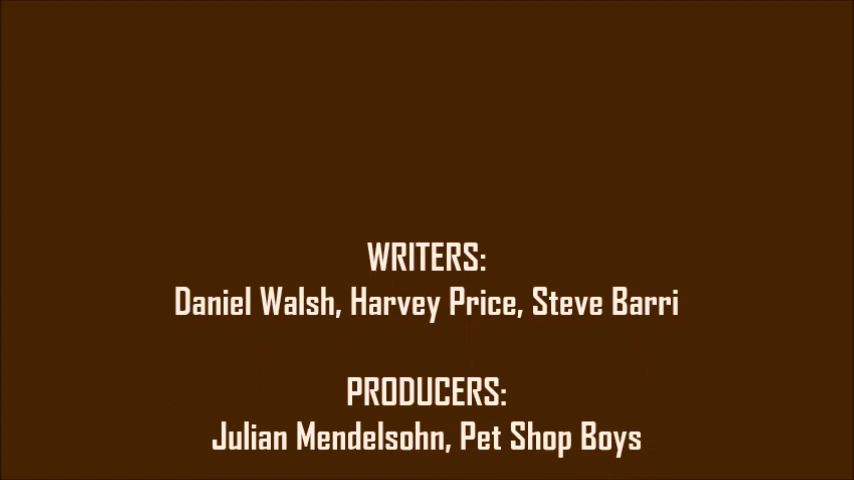 WRITERS:
Daniel Walsh, Harvey Price, Steve Barri
PRODUCERS:
Julian Mendelsohn, Pet Shop Boys